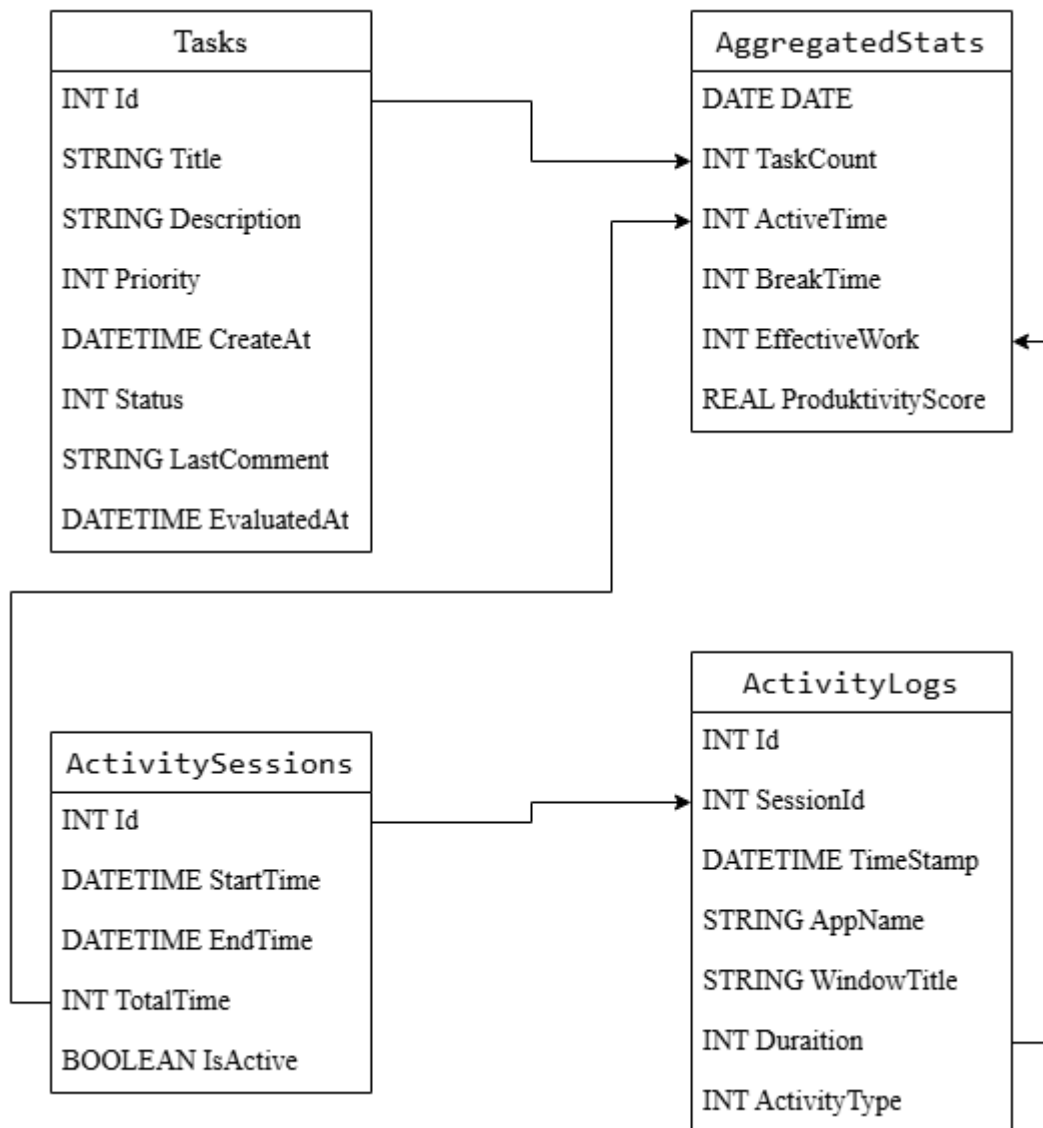 Tasks
INT Id
STRING Title
STRING Description
INT Priority
DATETIME CreateAt
INT Status
STRING LastComment
DATETIME EvaluatedAt
AggregatedStats
DATE DATE
INT TaskCount
INT ActiveTime
INT BreakTime
INT EffectiveWork
REAL ProduktivityScore
ActivitySessions
INT Id
DATETIME StartTime
DATETIME EndTime
INT TotalTime
BOOLEAN IsActive
ActivityLogs
INT Id
INT SessionId
DATETIME TimeStamp
STRING AppName
STRING WindowTitle
INT Duraition
INT ActivityType